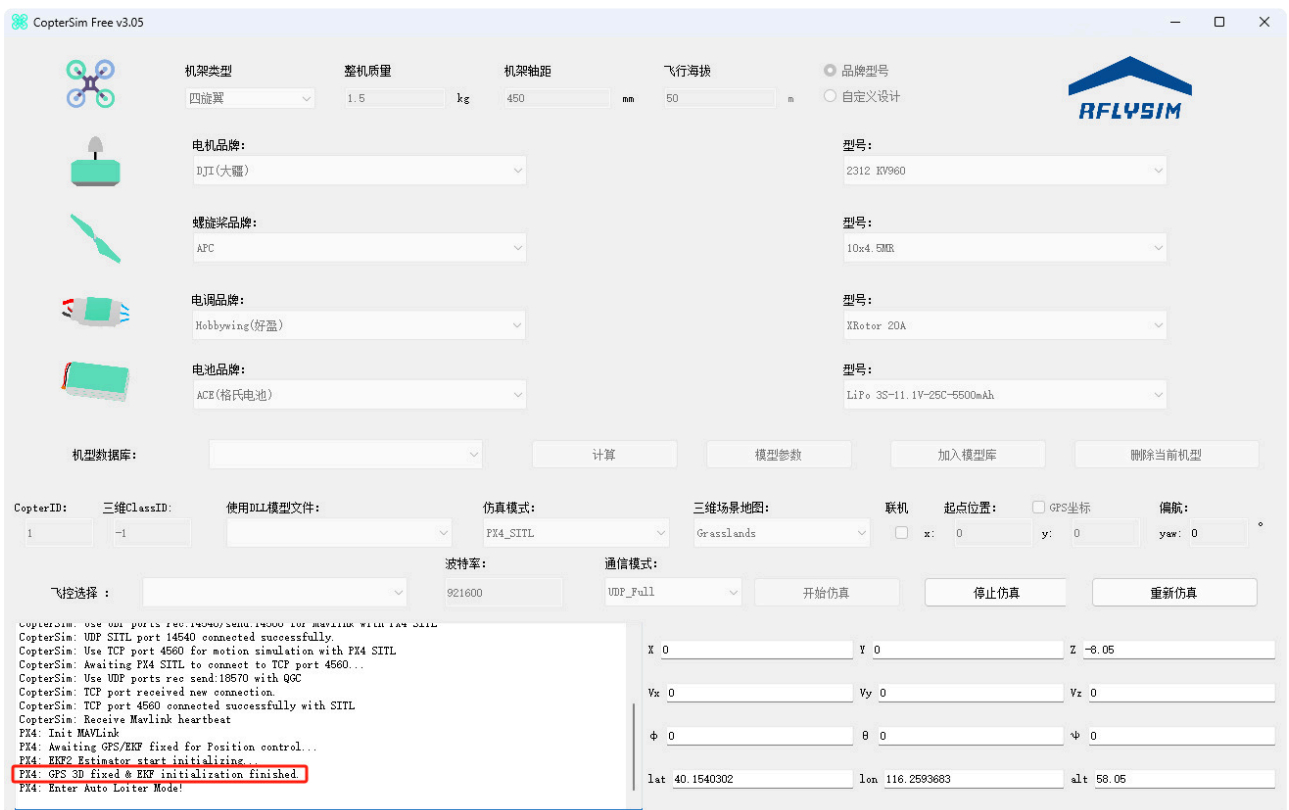 CopterSim Free v3.05
机架类型 整机质量 机架轴距 飞行海拔 品牌型号
四旋翼 1.5 kg 450 mm 50 m 自定义设计
RFLYSIM
电机品牌: 型号:
DJI(大疆) 2312 KV960
螺旋桨品牌: 型号:
APC 10x4.5MR
电调品牌: 型号:
Hobbywing(好盈) XRotor 20A
电池品牌: 型号:
ACE(格氏电池) LiPo 3S-11.1V-25C-5500mAh
机型数据库: 计算 模型参数 加入模型库 删除当前机型
CopterID: 三维ClassID: 使用DLL模型文件: 仿真模式: 三维场景地图: 联机 起点位置: GPS坐标 偏航:
1 -1 PX4_SITL Grasslands x: 0 y: 0 yaw: 0 °
波特率: 通信模式:
飞控选择 : 921600 UDP_Full 开始仿真 停止仿真 重新仿真
CopterSim: Use UDP ports rec:14540/send:14580 for Mavlink with PX4 SITL
CopterSim: UDP SITL port 14540 connected successfully.
CopterSim: Use TCP port 4560 for motion simulation with PX4 SITL
CopterSim: Awaiting PX4 SITL to connect to TCP port 4560...
CopterSim: Use UDP ports rec send:18570 with QGC
CopterSim: TCP port received new connection.
CopterSim: TCP port 4560 connected successfully with SITL
CopterSim: Receive Mavlink heartbeat
PX4: Init MAVLink
PX4: Awaiting GPS/EKF fixed for Position control...
PX4: EKF2 Estimator start initializing...
PX4: GPS 3D fixed & EKF initialization finished.
PX4: Enter Auto Loiter Mode!
X 0 Y 0 Z -8.05
Vx 0 Vy 0 Vz 0
ϕ 0 θ 0 ψ 0
lat 40.1540302 lon 116.2593683 alt 58.05